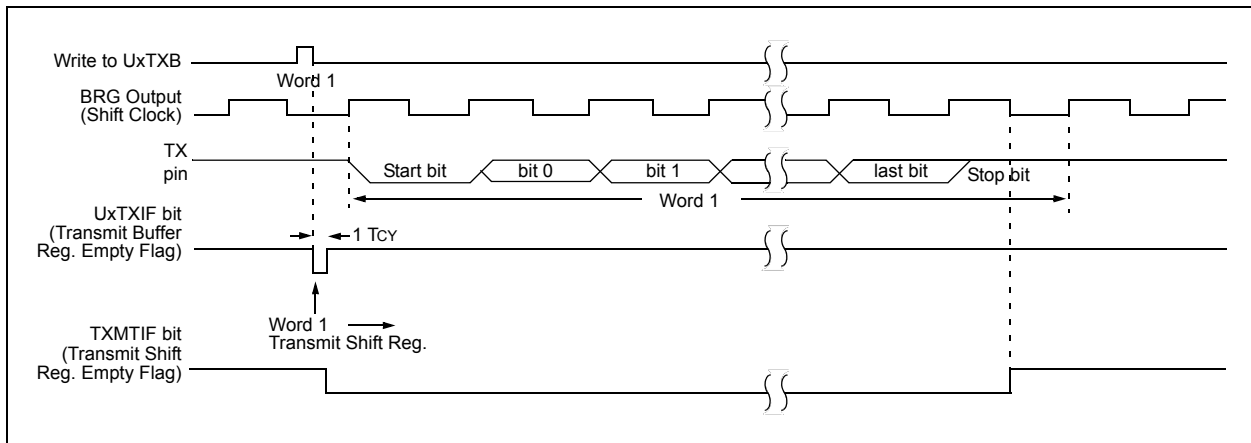 Write to UxTXB
Word 1
BRG Output
(Shift Clock)
TX
pin
Start bit
bit 0
bit 1
last bit
Stop bit
Word 1
UxTXIF bit
(Transmit Buffer
Reg. Empty Flag)
1 TCY
Word 1
Transmit Shift Reg.
TXMTIF bit
(Transmit Shift
Reg. Empty Flag)